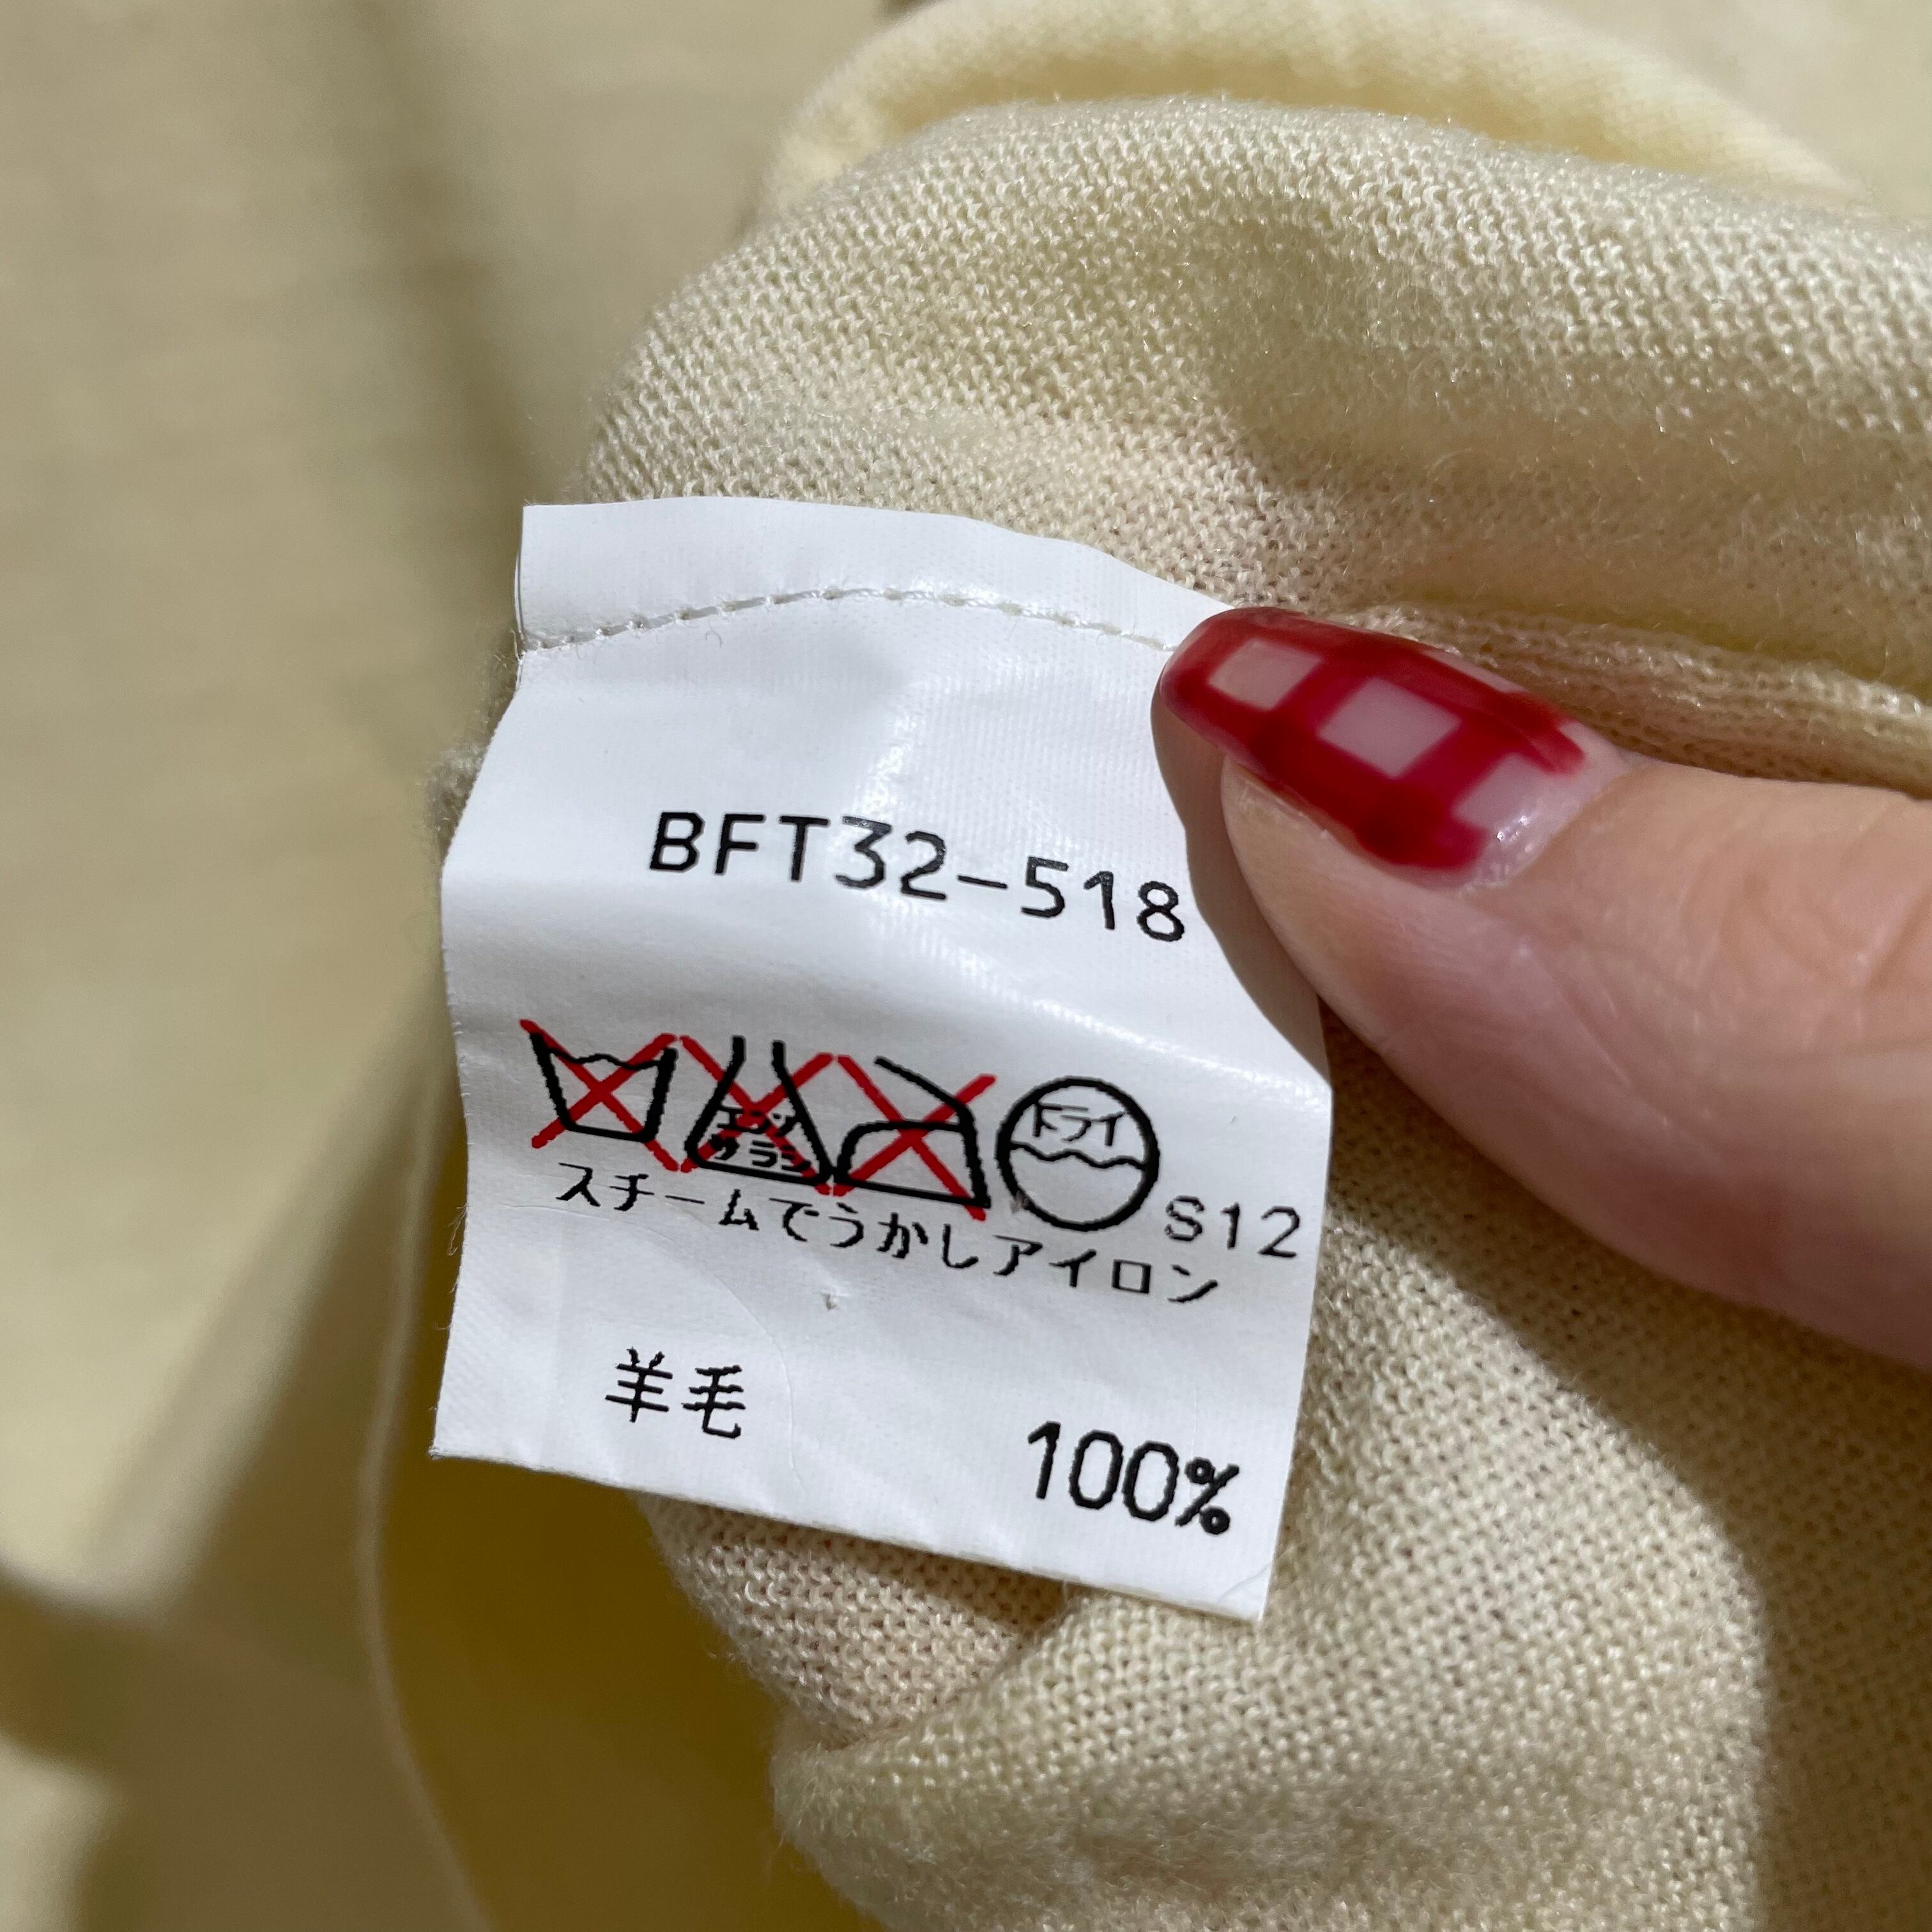 BFT32-518
エンソ
サラシ
ドライ
S12
スチームでうかしアイロン
羊毛 100%